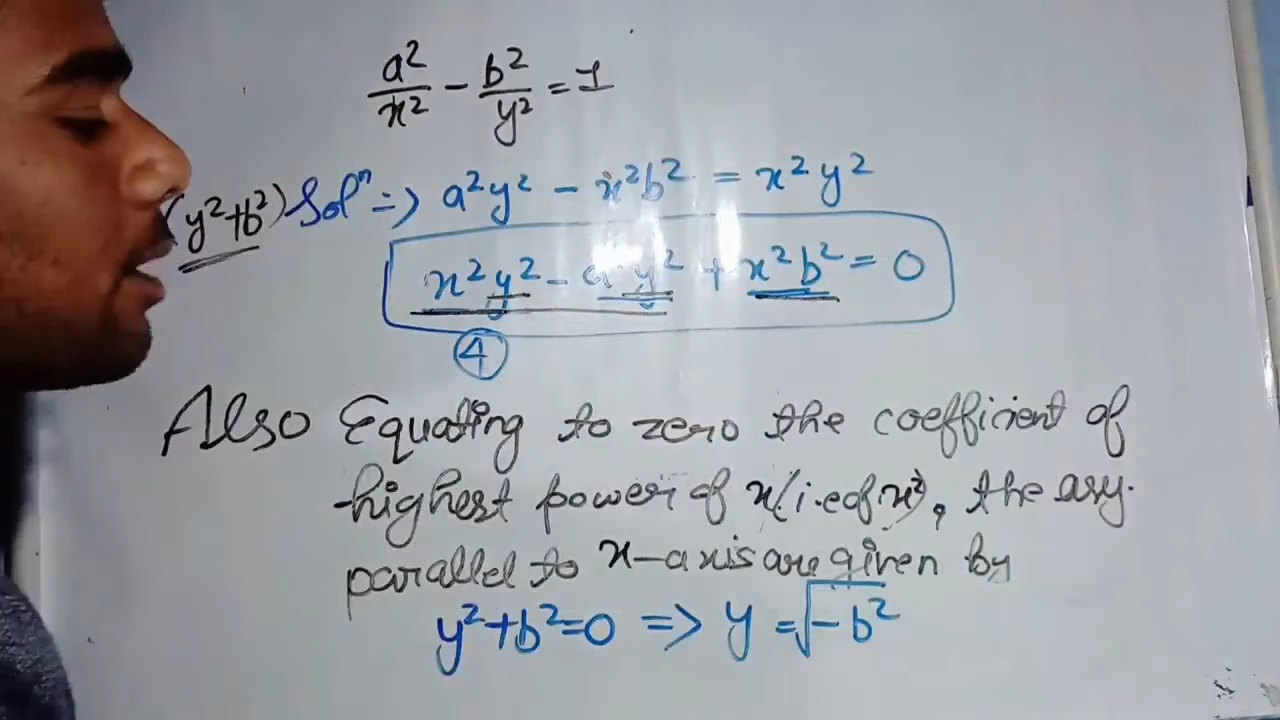 a²/x² - b²/y² = 1
(y²+b²) Solⁿ => a²y² - x²b² = x²y²
x²y² - a²y² + x²b² = 0
4
Also Equating to zero the coefficient of
highest power of x (i.e of x²), the asy.
parallel to x-axis are given by
y²+b²=0 => y = √-b²